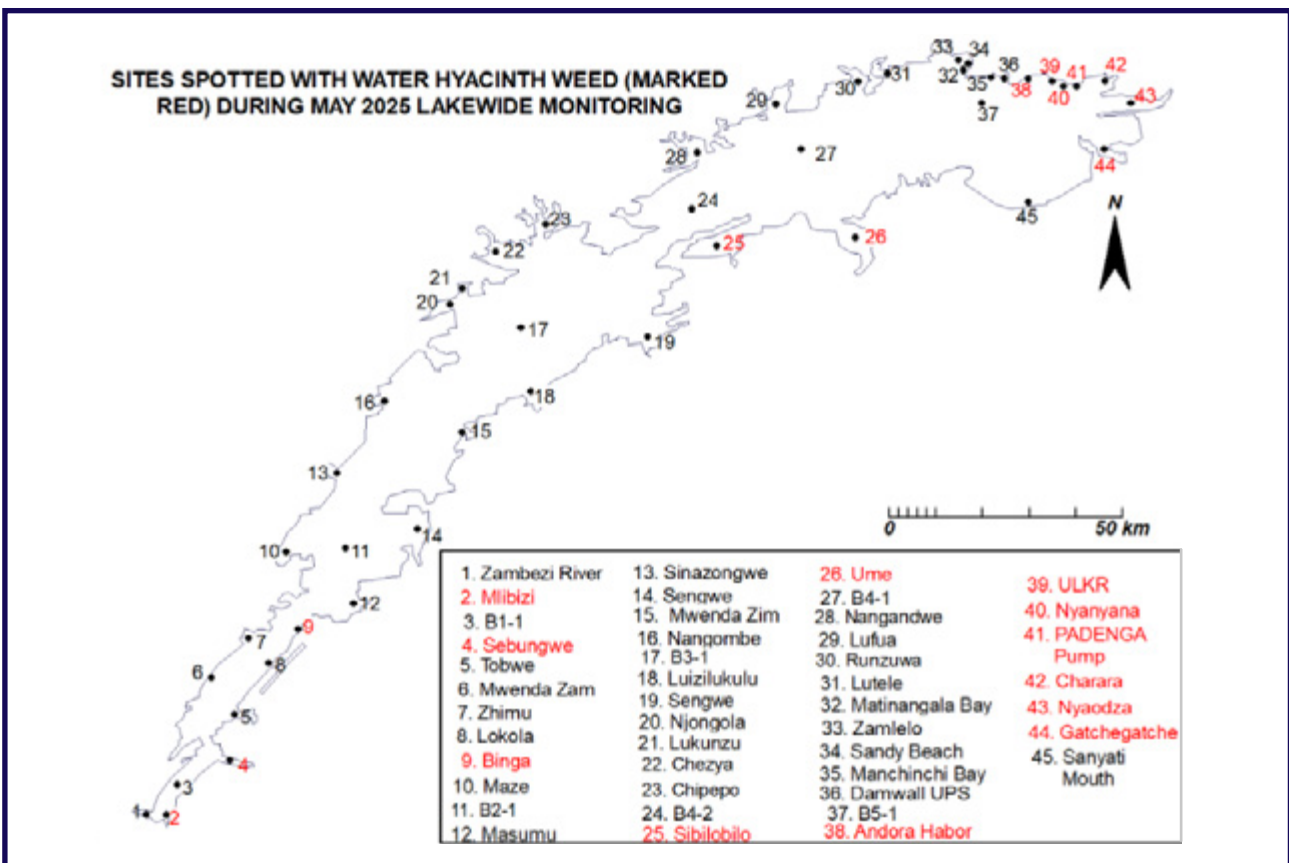 SITES SPOTTED WITH WATER HYACINTH WEED (MARKED
RED) DURING MAY 2025 LAKEWIDE MONITORING
33
34
42
31
36
39
41
30
32
35
38
40
43
29
37
28
27
44
24
45
N
23
25
26
22
21
20
17
19
18
16
15
13
0
50 km
14
10
11
12
9
7
8
6
5
4
3
1
2
1. Zambezi River
2. Mlibizi
3. B1-1
4. Sebungwe
5. Tobwe
6. Mwenda Zam
7. Zhimu
8. Lokola
9. Binga
10. Maze
11. B2-1
12. Masumu
13. Sinazongwe
14. Sengwe
15. Mwenda Zim
16. Nangombe
17. B3-1
18. Luizilukulu
19. Sengwe
20. Njongola
21. Lukunzu
22. Chezya
23. Chipepo
24. B4-2
25. Sibilobilo
26. Ume
27. B4-1
28. Nangandwe
29. Lufua
30. Runzuwa
31. Lutele
32. Matinangala Bay
33. Zamlelo
34. Sandy Beach
35. Manchinchi Bay
36. Damwall UPS
37. B5-1
38. Andora Habor
39. ULKR
40. Nyanyana
41. PADENGA
Pump
42. Charara
43. Nyaodza
44. Gatchegatche
45. Sanyati
Mouth